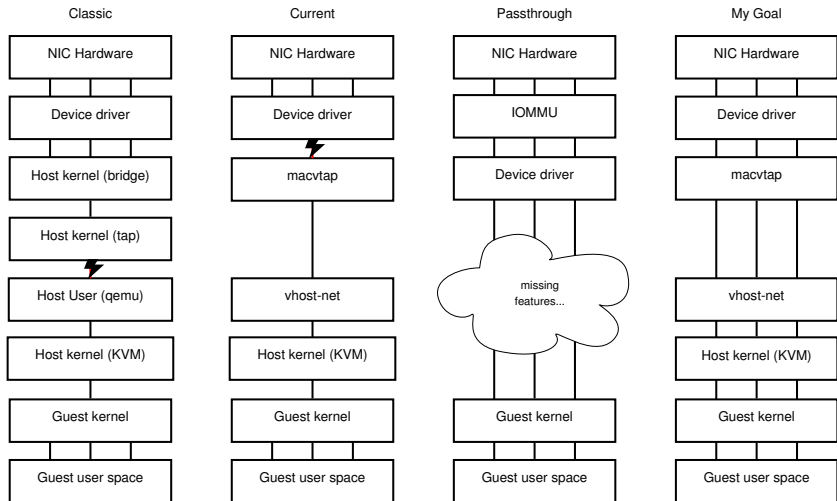 Classic
NIC Hardware
Device driver
Host kernel (bridge)
Host kernel (tap)
Host User (qemu)
Host kernel (KVM)
Guest kernel
Guest user space
Current
NIC Hardware
Device driver
macvtap
vhost-net
Host kernel (KVM)
Guest kernel
Guest user space
Passthrough
NIC Hardware
IOMMU
Device driver
missing
features...
Guest kernel
Guest user space
My Goal
NIC Hardware
Device driver
macvtap
vhost-net
Host kernel (KVM)
Guest kernel
Guest user space